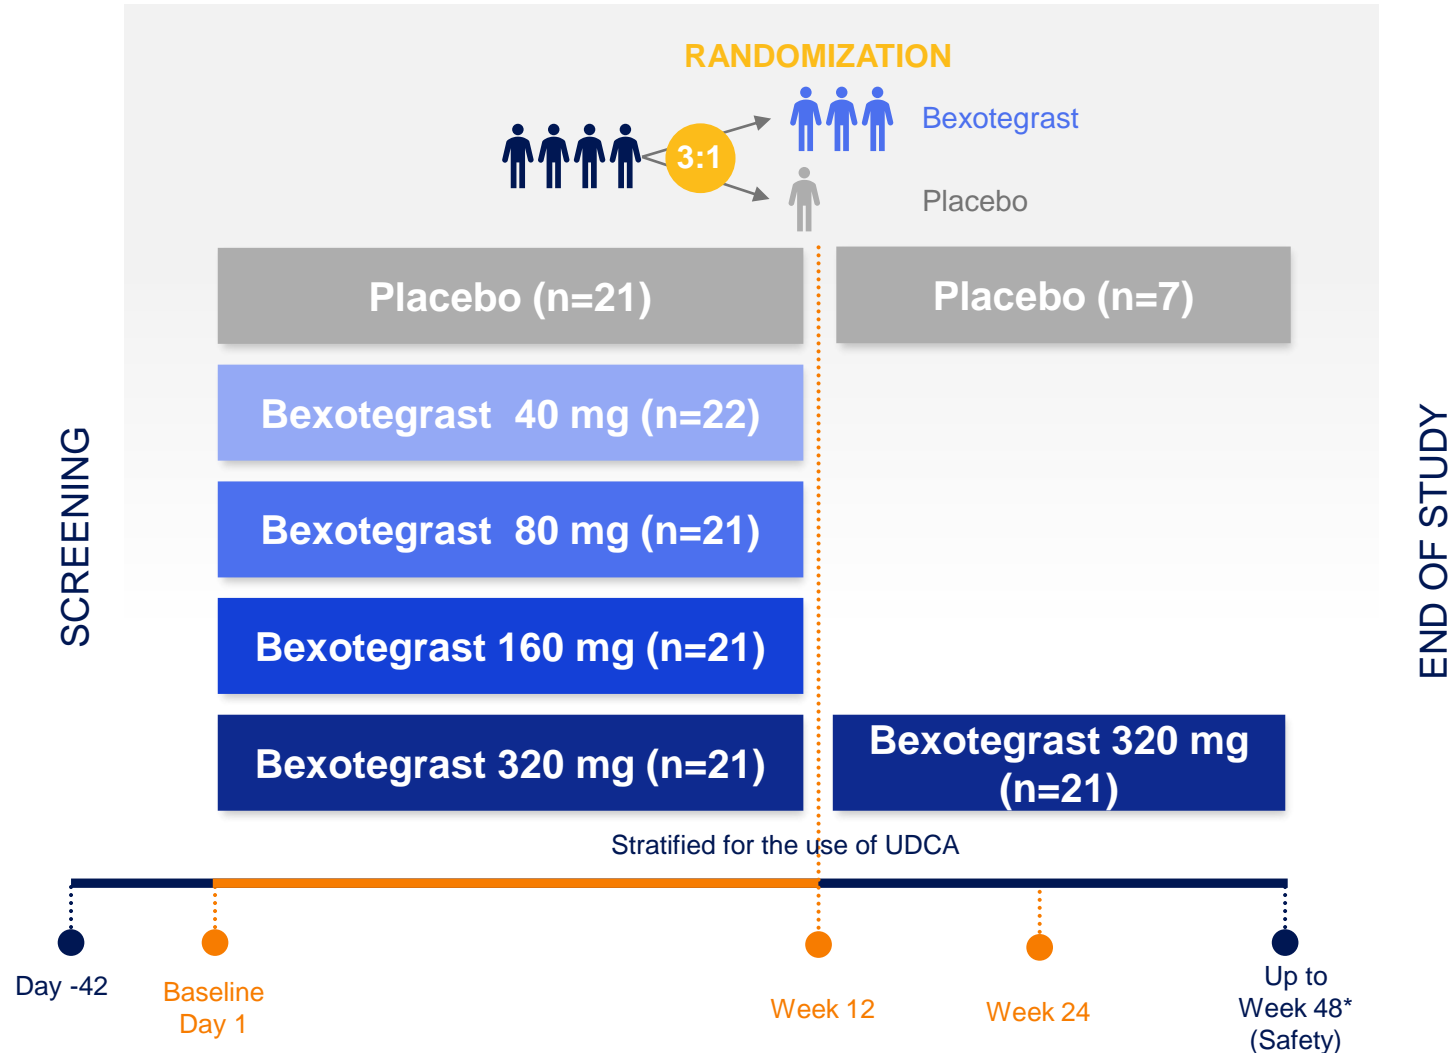 RANDOMIZATION
Bexotegrast
3:1
Placebo
Placebo (n=21)
Placebo (n=7)
Bexotegrast 40 mg (n=22)
Bexotegrast 80 mg (n=21)
Bexotegrast 160 mg (n=21)
Bexotegrast 320 mg (n=21)
Bexotegrast 320 mg
(n=21)
SCREENING
END OF STUDY
Stratified for the use of UDCA
Day -42
Baseline
Day 1
Week 12
Week 24
Up to
Week 48*
(Safety)